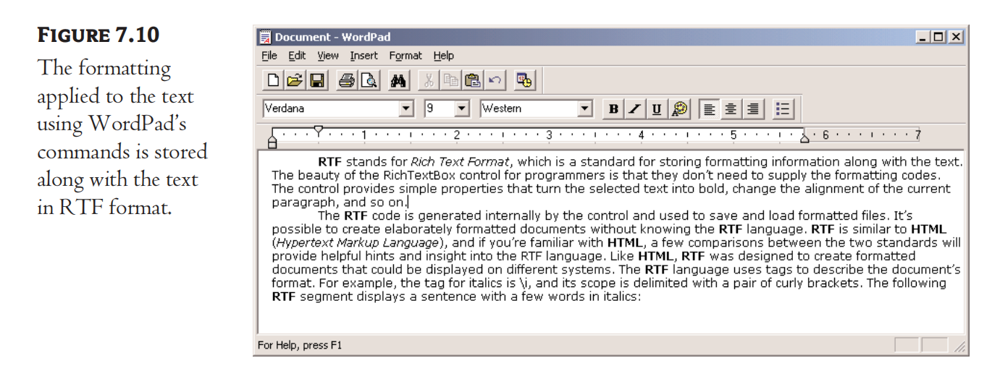 FIGURE 7.10
The formatting
applied to the text
using WordPad's
commands is stored
along with the text
in RTF format.
Document - WordPad
File Edit View Insert Format Help
Verdana 9 Western B I U
1 2 3 4 5 6 7
RTF stands for Rich Text Format, which is a standard for storing formatting information along with the text.
The beauty of the RichTextBox control for programmers is that they don't need to supply the formatting codes.
The control provides simple properties that turn the selected text into bold, change the alignment of the current
paragraph, and so on.
The RTF code is generated internally by the control and used to save and load formatted files. It's
possible to create elaborately formatted documents without knowing the RTF language. RTF is similar to HTML
(Hypertext Markup Language), and if you're familiar with HTML, a few comparisons between the two standards will
provide helpful hints and insight into the RTF language. Like HTML, RTF was designed to create formatted
documents that could be displayed on different systems. The RTF language uses tags to describe the document's
format. For example, the tag for italics is \i, and its scope is delimited with a pair of curly brackets. The following
RTF segment displays a sentence with a few words in italics:
For Help, press F1